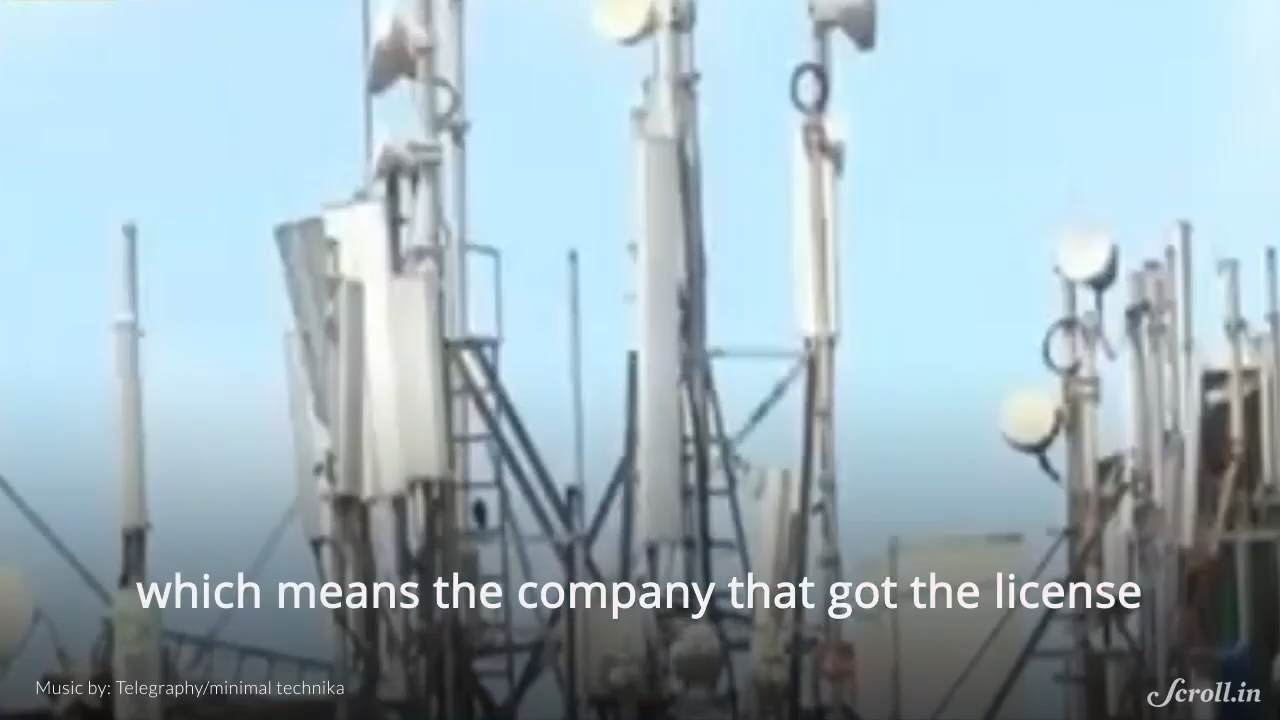 which means the company that got the license
Music by: Telegraphy/minimal technika
Scroll.in